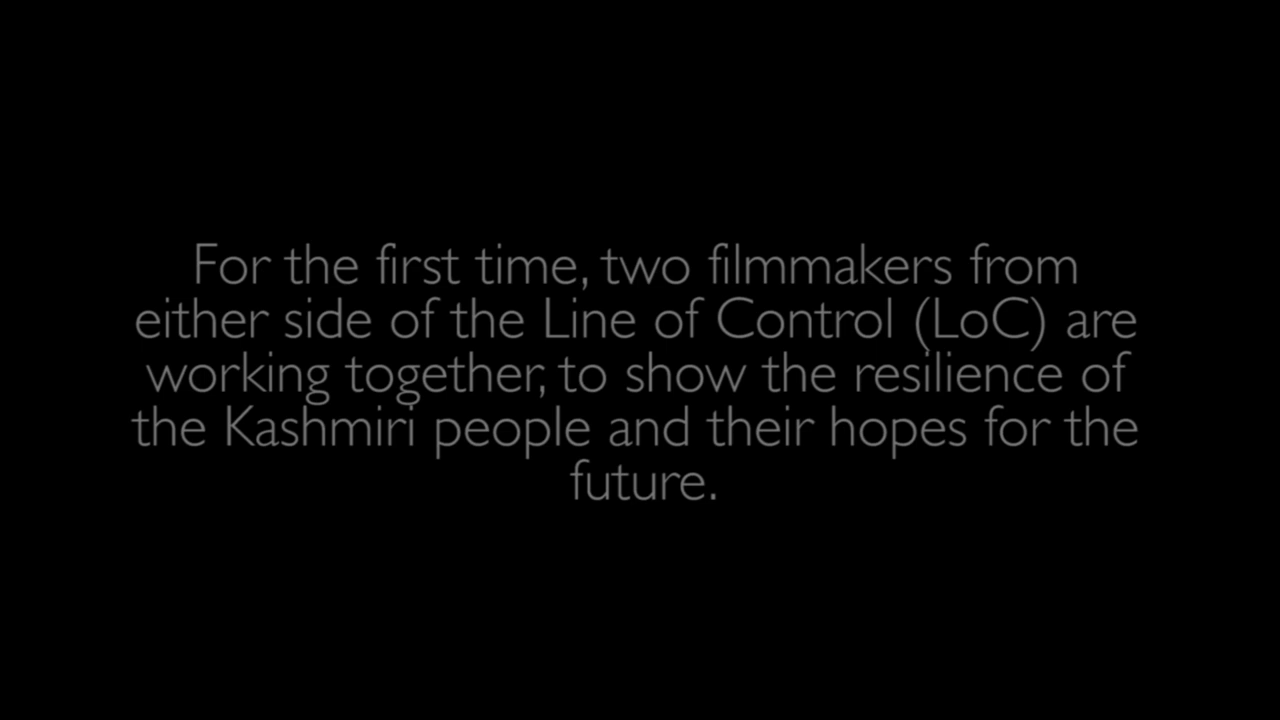 For the first time, two filmmakers from
either side of the Line of Control (LoC) are
working together, to show the resilience of
the Kashmiri people and their hopes for the
future.